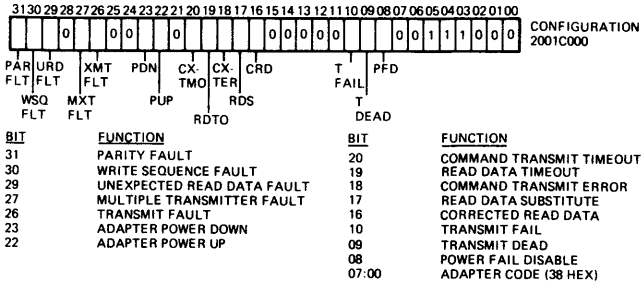 31 30 29 28 27 26 25 24 23 22 21 20 19 18 17 16 15 14 13 12 11 10 09 08 07 06 05 04 03 02 01 00
0 0 0 0 0 0 0 0 0 0 0 1 1 1 0 0 0
CONFIGURATION
2001C000
PAR URD XMT PDN CX- CX- CRD T PFD
FLT FLT FLT TMO TER FAIL
WSQ MXT PUP RDS T
FLT FLT RDTO DEAD
BIT FUNCTION
31 PARITY FAULT
30 WRITE SEQUENCE FAULT
29 UNEXPECTED READ DATA FAULT
27 MULTIPLE TRANSMITTER FAULT
26 TRANSMIT FAULT
23 ADAPTER POWER DOWN
22 ADAPTER POWER UP
BIT FUNCTION
20 COMMAND TRANSMIT TIMEOUT
19 READ DATA TIMEOUT
18 COMMAND TRANSMIT ERROR
17 READ DATA SUBSTITUTE
16 CORRECTED READ DATA
10 TRANSMIT FAIL
09 TRANSMIT DEAD
08 POWER FAIL DISABLE
07:00 ADAPTER CODE (38 HEX)